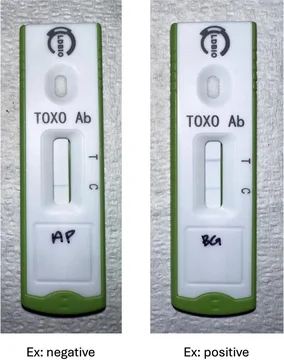 LDBIO
TOXO Ab
T
C
AP
Ex: negative
LDBIO
TOXO Ab
T
C
BG
Ex: positive